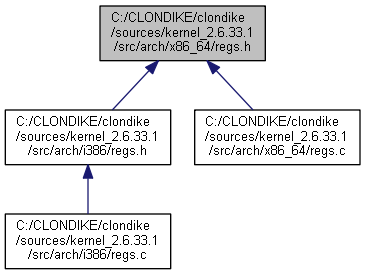 C:/CLONDIKE/clondike
/sources/kernel_2.6.33.1
/src/arch/x86_64/regs.h
C:/CLONDIKE/clondike
/sources/kernel_2.6.33.1
/src/arch/i386/regs.h
C:/CLONDIKE/clondike
/sources/kernel_2.6.33.1
/src/arch/x86_64/regs.c
C:/CLONDIKE/clondike
/sources/kernel_2.6.33.1
/src/arch/i386/regs.c